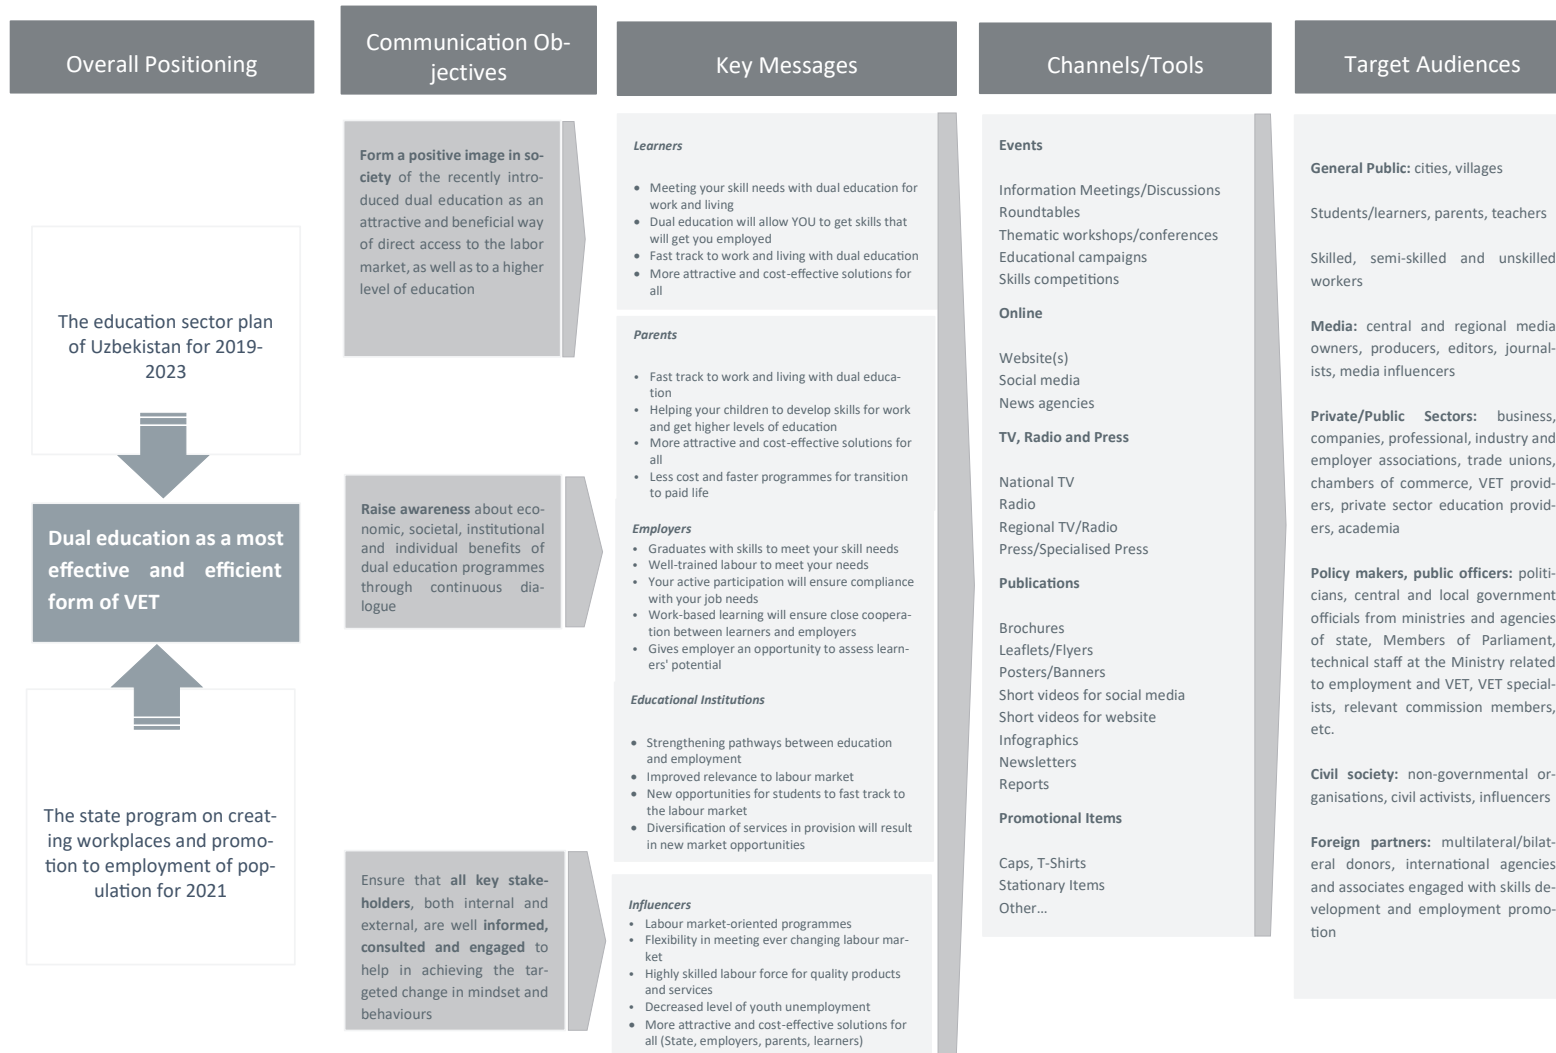 Overall Positioning
Communication Ob-
jectives
Key Messages
Channels/Tools
Target Audiences
The education sector plan
of Uzbekistan for 2019-
2023
Dual education as a most
effective and efficient
form of VET
The state program on creat-
ing workplaces and promo-
tion to employment of pop-
ulation for 2021
Form a positive image in so-
ciety of the recently intro-
duced dual education as an
attractive and beneficial way
of direct access to the labor
market, as well as to a higher
level of education
Raise awareness about eco-
nomic, societal, institutional
and individual benefits of
dual education programmes
through continuous dia-
logue
Ensure that all key stake-
holders, both internal and
external, are well informed,
consulted and engaged to
help in achieving the tar-
geted change in mindset and
behaviours
Learners
• Meeting your skill needs with dual education for
work and living
• Dual education will allow YOU to get skills that
will get you employed
• Fast track to work and living with dual education
• More attractive and cost-effective solutions for
all
Parents
• Fast track to work and living with dual educa-
tion
• Helping your children to develop skills for work
and get higher levels of education
• More attractive and cost-effective solutions for
all
• Less cost and faster programmes for transition
to paid life
Employers
• Graduates with skills to meet your skill needs
• Well-trained labour to meet your needs
• Your active participation will ensure compliance
with your job needs
• Work-based learning will ensure close coopera-
tion between learners and employers
• Gives employer an opportunity to assess learn-
ers' potential
Educational Institutions
• Strengthening pathways between education
and employment
• Improved relevance to labour market
• New opportunities for students to fast track to
the labour market
• Diversification of services in provision will result
in new market opportunities
Influencers
• Labour market-oriented programmes
• Flexibility in meeting ever changing labour mar-
ket
• Highly skilled labour force for quality products
and services
• Decreased level of youth unemployment
• More attractive and cost-effective solutions for
all (State, employers, parents, learners)
Events
Information Meetings/Discussions
Roundtables
Thematic workshops/conferences
Educational campaigns
Skills competitions
Online
Website(s)
Social media
News agencies
TV, Radio and Press
National TV
Radio
Regional TV/Radio
Press/Specialised Press
Publications
Brochures
Leaflets/Flyers
Posters/Banners
Short videos for social media
Short videos for website
Infographics
Newsletters
Reports
Promotional Items
Caps, T-Shirts
Stationary Items
Other…
General Public: cities, villages
Students/learners, parents, teachers
Skilled, semi-skilled and unskilled
workers
Media: central and regional media
owners, producers, editors, journal-
ists, media influencers
Private/Public Sectors: business,
companies, professional, industry and
employer associations, trade unions,
chambers of commerce, VET provid-
ers, private sector education provid-
ers, academia
Policy makers, public officers: politi-
cians, central and local government
officials from ministries and agencies
of state, Members of Parliament,
technical staff at the Ministry related
to employment and VET, VET special-
ists, relevant commission members,
etc.
Civil society: non-governmental or-
ganisations, civil activists, influencers
Foreign partners: multilateral/bilat-
eral donors, international agencies
and associates engaged with skills de-
velopment and employment promo-
tion